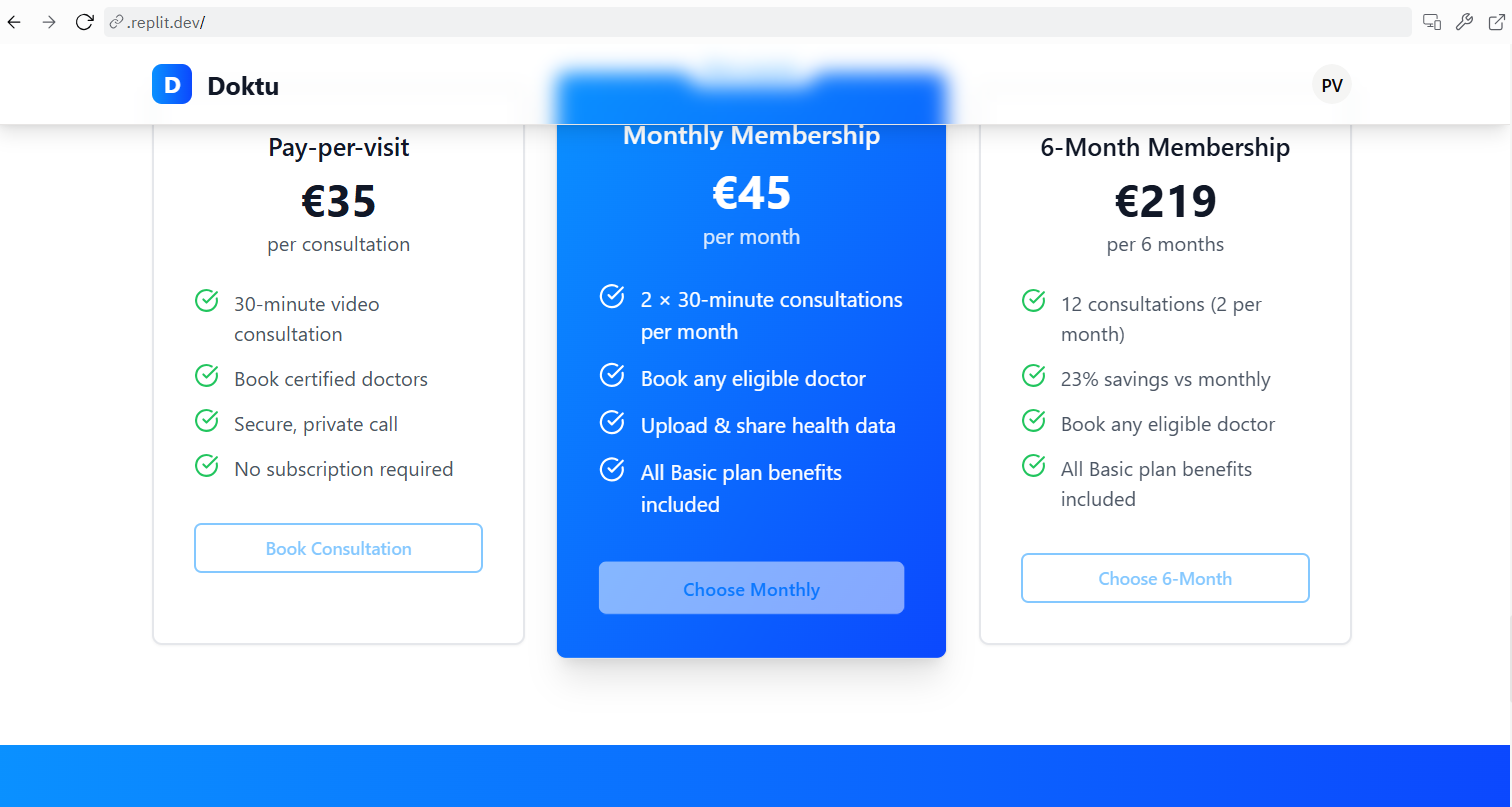 .replit.dev/
D
Doktu
PV
Pay-per-visit
€35
per consultation
30-minute video
consultation
Book certified doctors
Secure, private call
No subscription required
Book Consultation
Monthly Membership
€45
per month
2 × 30-minute consultations
per month
Book any eligible doctor
Upload & share health data
All Basic plan benefits
included
Choose Monthly
6-Month Membership
€219
per 6 months
12 consultations (2 per
month)
23% savings vs monthly
Book any eligible doctor
All Basic plan benefits
included
Choose 6-Month